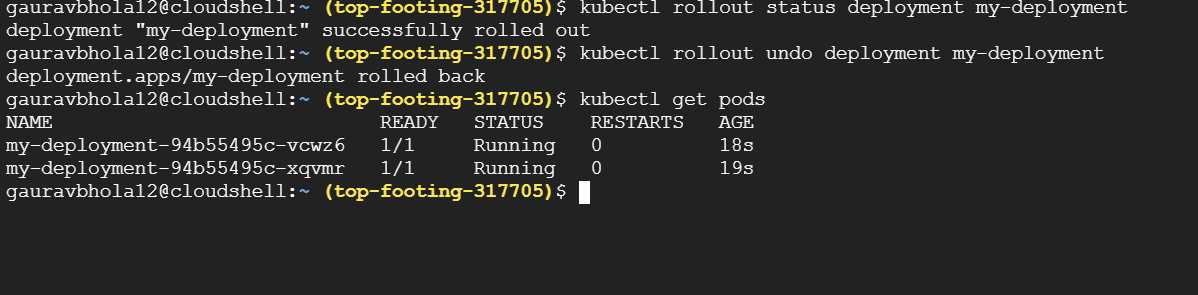 gauravbhola12@cloudshell:~ (top-footing-317705)$ kubectl rollout status deployment my-deployment
deployment "my-deployment" successfully rolled out
gauravbhola12@cloudshell:~ (top-footing-317705)$ kubectl rollout undo deployment my-deployment
deployment.apps/my-deployment rolled back
gauravbhola12@cloudshell:~ (top-footing-317705)$ kubectl get pods
NAME READY STATUS RESTARTS AGE
my-deployment-94b55495c-vcwz6 1/1 Running 0 18s
my-deployment-94b55495c-xqvmr 1/1 Running 0 19s
gauravbhola12@cloudshell:~ (top-footing-317705)$